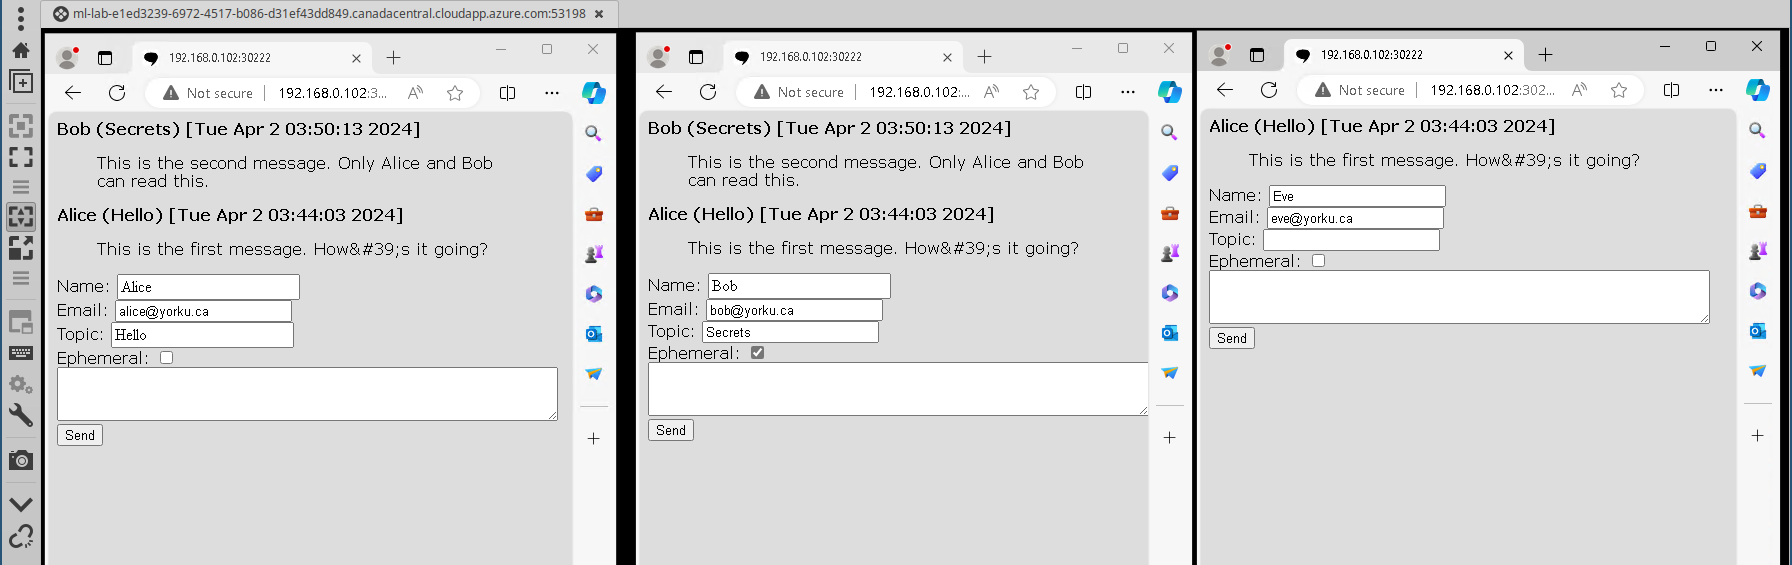 ml-lab-e1ed3239-6972-4517-b086-d31ef43dd849.canadacentral.cloudapp.azure.com:53198
192.168.0.102:30222
Not secure
192.168.0.102:3...
Bob (Secrets) [Tue Apr 2 03:50:13 2024]
This is the second message. Only Alice and Bob
can read this.
Alice (Hello) [Tue Apr 2 03:44:03 2024]
This is the first message. How&#39;s it going?
Name: Alice
Email: alice@yorku.ca
Topic: Hello
Ephemeral:
Send
192.168.0.102:30222
Not secure
192.168.0.102:...
Bob (Secrets) [Tue Apr 2 03:50:13 2024]
This is the second message. Only Alice and Bob
can read this.
Alice (Hello) [Tue Apr 2 03:44:03 2024]
This is the first message. How&#39;s it going?
Name: Bob
Email: bob@yorku.ca
Topic: Secrets
Ephemeral:
Send
192.168.0.102:30222
Not secure
192.168.0.102:302...
Alice (Hello) [Tue Apr 2 03:44:03 2024]
This is the first message. How&#39;s it going?
Name: Eve
Email: eve@yorku.ca
Topic:
Ephemeral:
Send